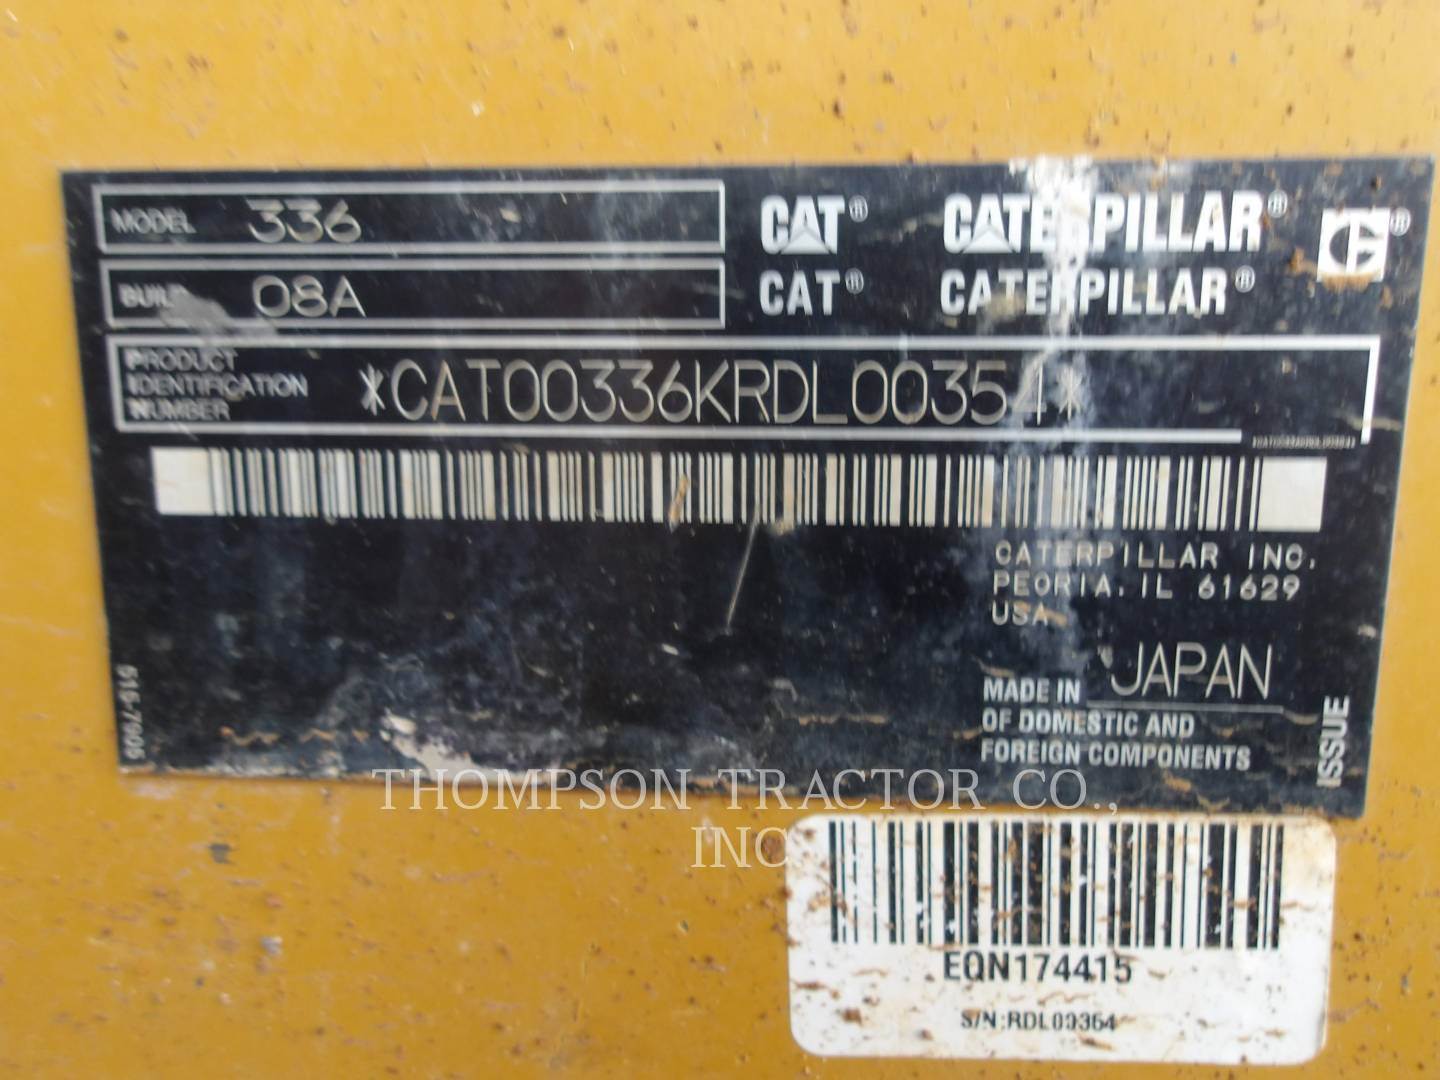 MODEL 336
BUILD 08A
CAT® CATERPILLAR®
CAT® CATERPILLAR®
PRODUCT
IDENTIFICATION
NUMBER
*CAT00336KRDL00354*
CATERPILLAR INC.
PEORIA, IL 61629
USA
MADE IN JAPAN
OF DOMESTIC AND
FOREIGN COMPONENTS
ISSUE
THOMPSON TRACTOR CO.,
INC
EQN174415
S/N:RDL00354